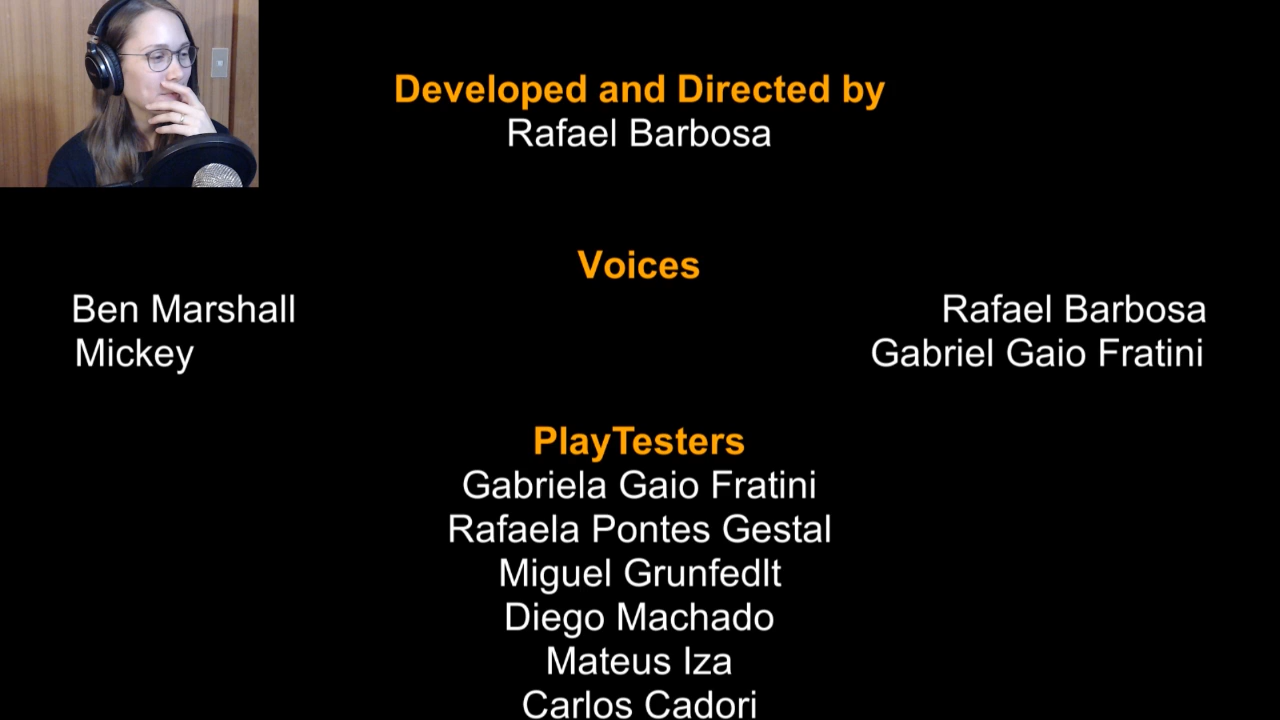 Developed and Directed by
Rafael Barbosa
Voices
Ben Marshall
Rafael Barbosa
Mickey
Gabriel Gaio Fratini
PlayTesters
Gabriela Gaio Fratini
Rafaela Pontes Gestal
Miguel Grunfedlt
Diego Machado
Mateus Iza
Carlos Cadori